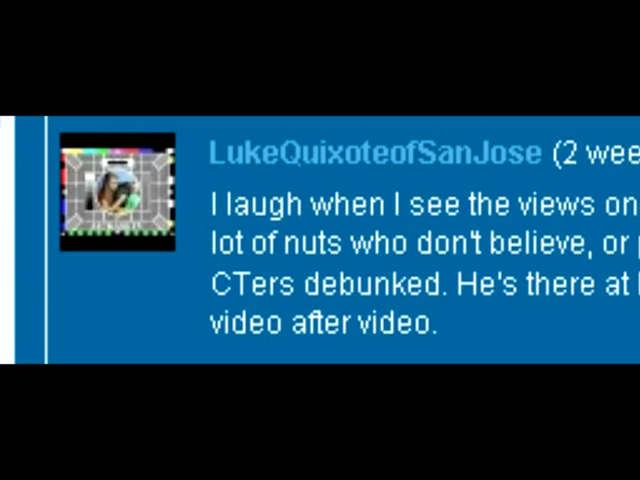 LukeQuixoteofSanJose (2 wee
I laugh when I see the views on
lot of nuts who don't believe, or
CTers debunked. He's there at
video after video.